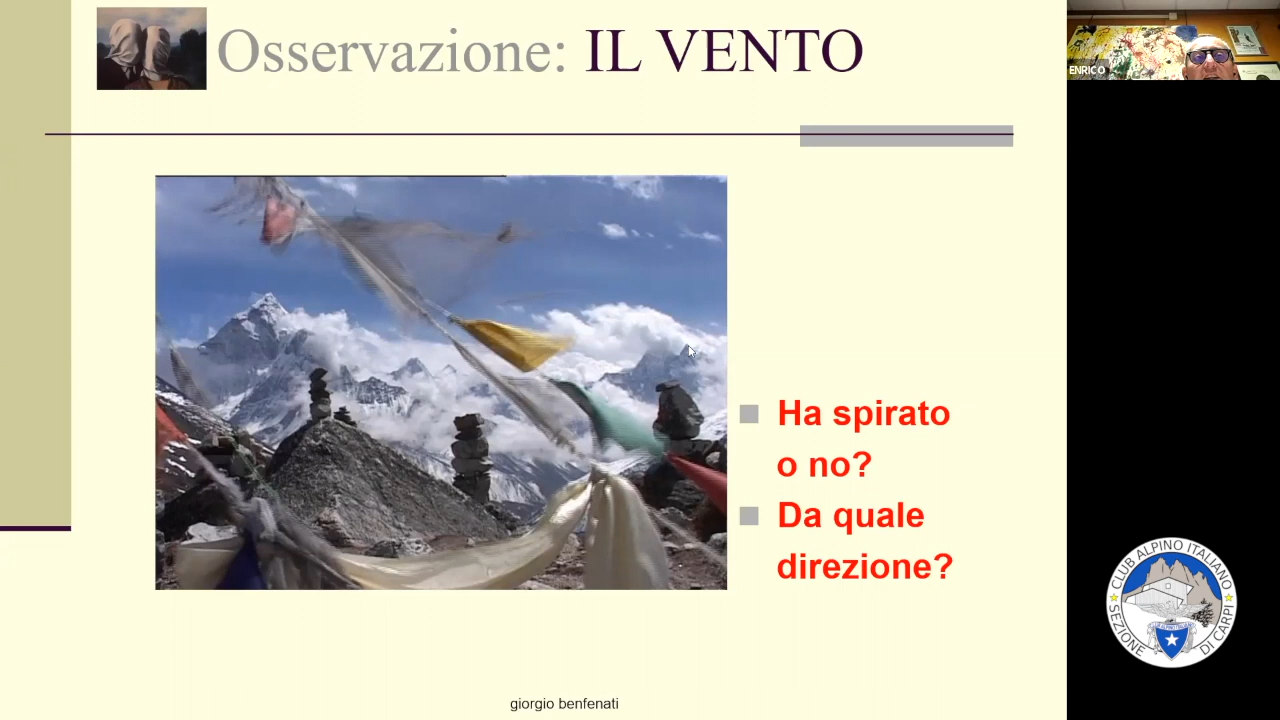 Osservazione: IL VENTO
ENRICO
Ha spirato
o no?
Da quale
direzione?
CLUB ALPINO ITALIANO
SEZIONE DI CARPI
giorgio benfenati